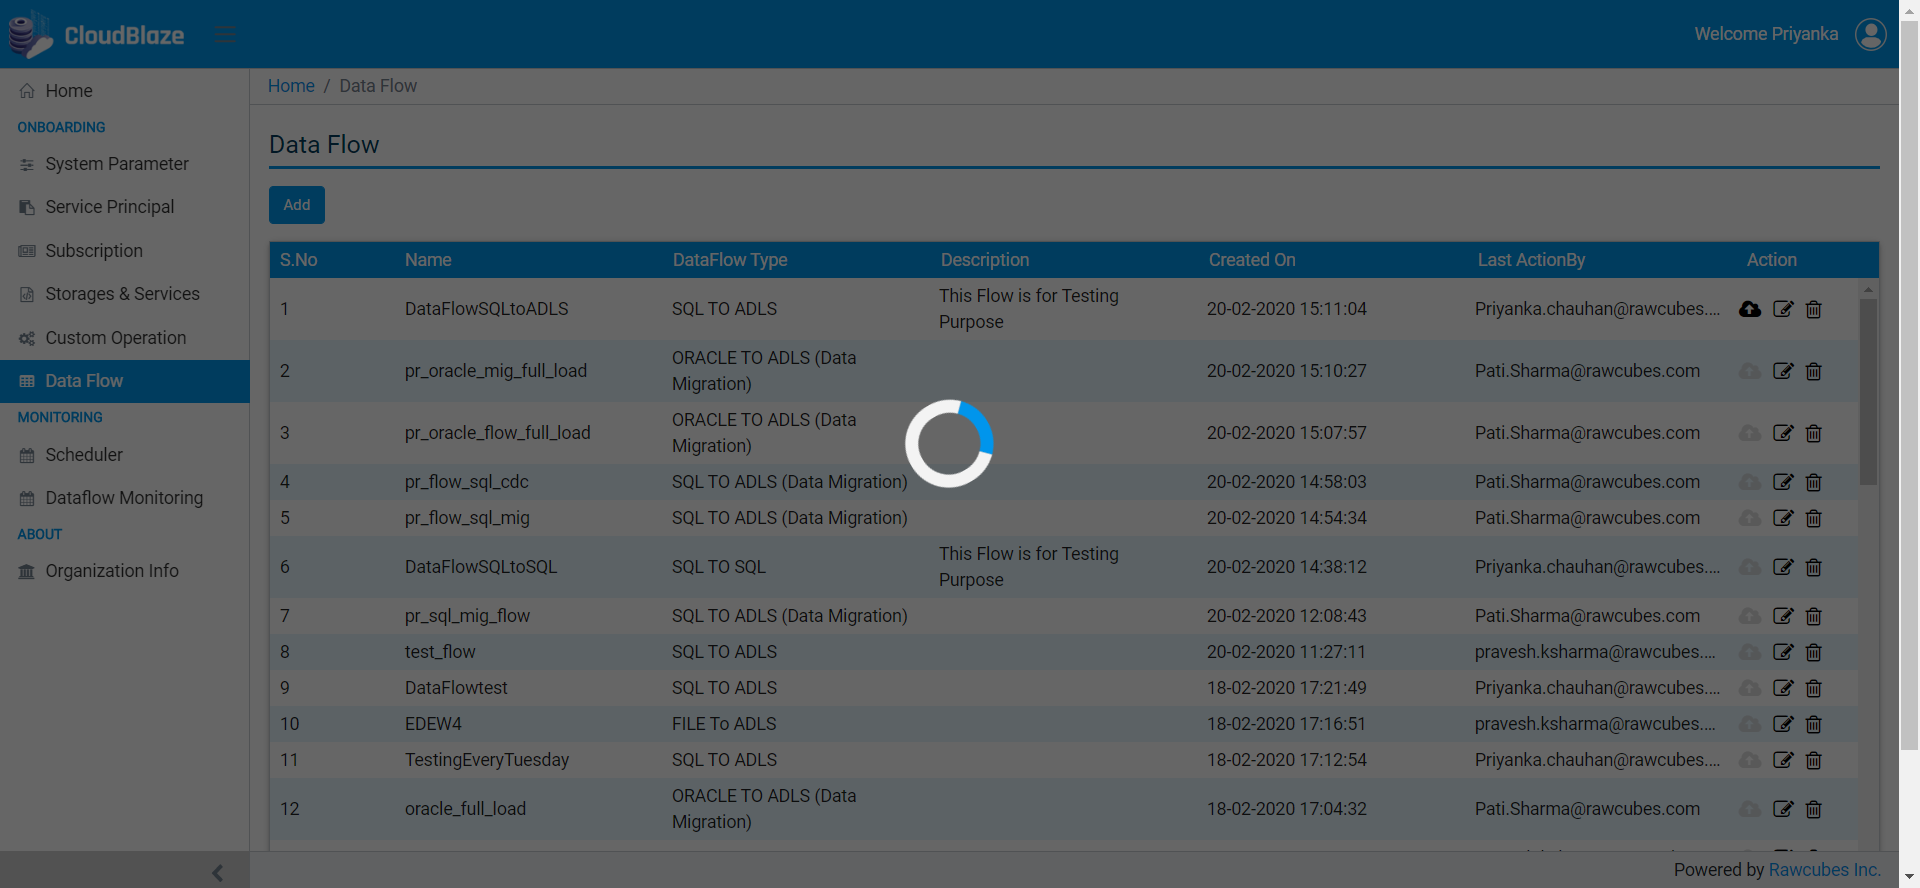 CloudBlaze
Welcome Priyanka
Home
ONBOARDING
System Parameter
Service Principal
Subscription
Storages & Services
Custom Operation
Data Flow
MONITORING
Scheduler
Dataflow Monitoring
ABOUT
Organization Info
Home / Data Flow
Data Flow
Add
S.No Name DataFlow Type Description Created On Last ActionBy Action
1 DataFlowSQLtoADLS SQL TO ADLS This Flow is for Testing Purpose 20-02-2020 15:11:04 Priyanka.chauhan@rawcubes....
2 pr_oracle_mig_full_load ORACLE TO ADLS (Data Migration) 20-02-2020 15:10:27 Pati.Sharma@rawcubes.com
3 pr_oracle_flow_full_load ORACLE TO ADLS (Data Migration) 20-02-2020 15:07:57 Pati.Sharma@rawcubes.com
4 pr_flow_sql_cdc SQL TO ADLS (Data Migration) 20-02-2020 14:58:03 Pati.Sharma@rawcubes.com
5 pr_flow_sql_mig SQL TO ADLS (Data Migration) 20-02-2020 14:54:34 Pati.Sharma@rawcubes.com
6 DataFlowSQLtoSQL SQL TO SQL This Flow is for Testing Purpose 20-02-2020 14:38:12 Priyanka.chauhan@rawcubes....
7 pr_sql_mig_flow SQL TO ADLS (Data Migration) 20-02-2020 12:08:43 Pati.Sharma@rawcubes.com
8 test_flow SQL TO ADLS 20-02-2020 11:27:11 pravesh.ksharma@rawcubes....
9 DataFlowtest SQL TO ADLS 18-02-2020 17:21:49 Priyanka.chauhan@rawcubes....
10 EDEW4 FILE To ADLS 18-02-2020 17:16:51 pravesh.ksharma@rawcubes....
11 TestingEveryTuesday SQL TO ADLS 18-02-2020 17:12:54 Priyanka.chauhan@rawcubes....
12 oracle_full_load ORACLE TO ADLS (Data Migration) 18-02-2020 17:04:32 Pati.Sharma@rawcubes.com
Powered by Rawcubes Inc.